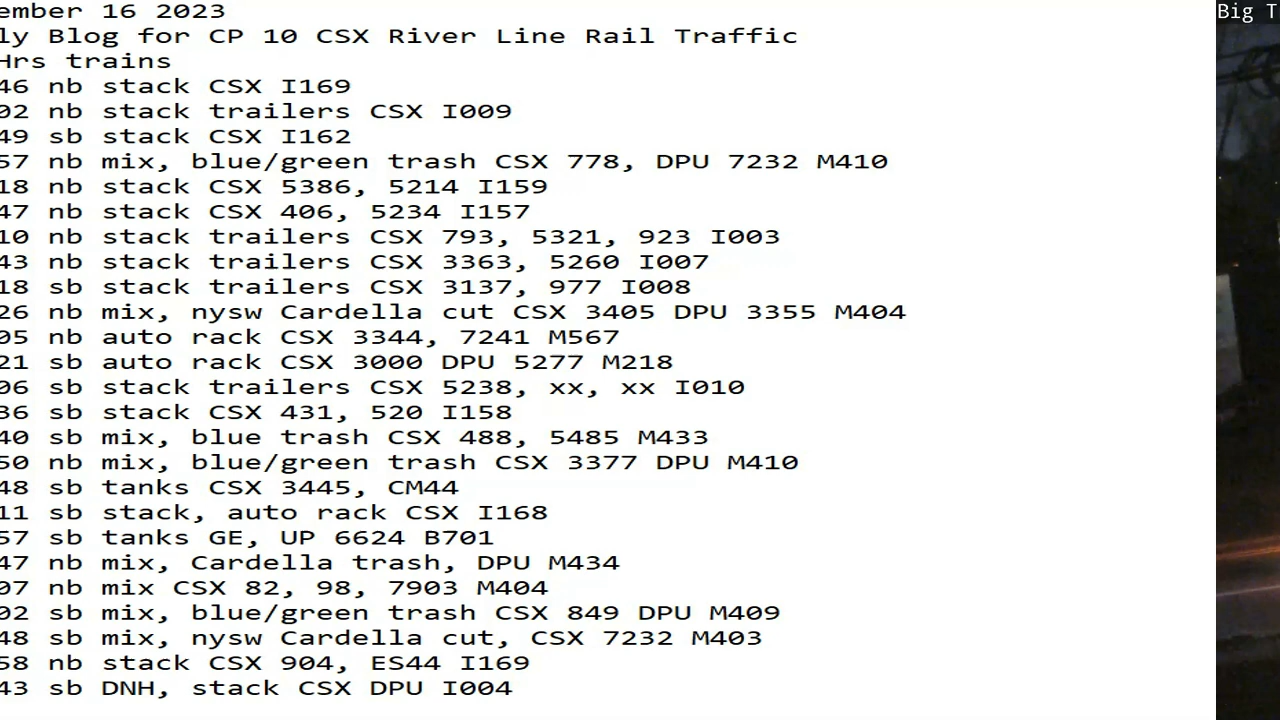 ember 16 2023
ly Blog for CP 10 CSX River Line Rail Traffic
Hrs trains
46 nb stack CSX I169
02 nb stack trailers CSX I009
49 sb stack CSX I162
57 nb mix, blue/green trash CSX 778, DPU 7232 M410
18 nb stack CSX 5386, 5214 I159
47 nb stack CSX 406, 5234 I157
10 nb stack trailers CSX 793, 5321, 923 I003
43 nb stack trailers CSX 3363, 5260 I007
18 sb stack trailers CSX 3137, 977 I008
26 nb mix, nysw Cardella cut CSX 3405 DPU 3355 M404
05 nb auto rack CSX 3344, 7241 M567
21 sb auto rack CSX 3000 DPU 5277 M218
06 sb stack trailers CSX 5238, xx, xx I010
36 sb stack CSX 431, 520 I158
40 sb mix, blue trash CSX 488, 5485 M433
50 nb mix, blue/green trash CSX 3377 DPU M410
48 sb tanks CSX 3445, CM44
11 sb stack, auto rack CSX I168
57 sb tanks GE, UP 6624 B701
47 nb mix, Cardella trash, DPU M434
07 nb mix CSX 82, 98, 7903 M404
02 sb mix, blue/green trash CSX 849 DPU M409
48 sb mix, nysw Cardella cut, CSX 7232 M403
58 nb stack CSX 904, ES44 I169
43 sb DNH, stack CSX DPU I004
Big T